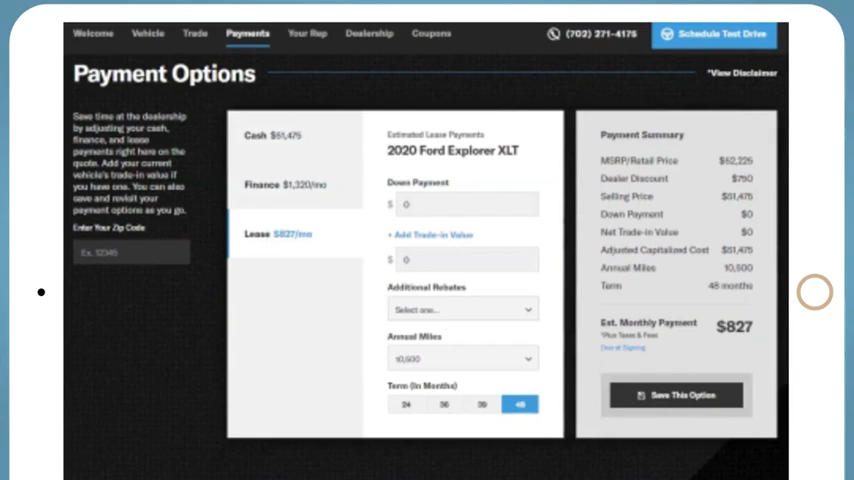 Welcome Vehicle Trade Payments Your Rep Dealership Coupons (702) 271-4175 Schedule Test Drive
Payment Options
*View Disclaimer
Save time at the dealership
by adjusting your cash,
finance, and lease
payments right here on the
quote. Add your current
vehicle's trade-in value if
you have one. You can also
save and revisit your
payment options as you go.
Enter Your Zip Code
Ex. 12345
Cash $51,475
Finance $1,320/mo
Lease $827/mo
Estimated Lease Payments
2020 Ford Explorer XLT
Down Payment
$ 0
+ Add Trade-in Value
$ 0
Additional Rebates
Select one...
Annual Miles
10,500
Term (In Months)
24 36 39 48
Payment Summary
MSRP/Retail Price $52,225
Dealer Discount $750
Selling Price $51,475
Down Payment $0
Net Trade-in Value $0
Adjusted Capitalized Cost $51,475
Annual Miles 10,500
Term 48 months
Est. Monthly Payment $827
*Plus Taxes & Fees
Due at Signing
Save This Option